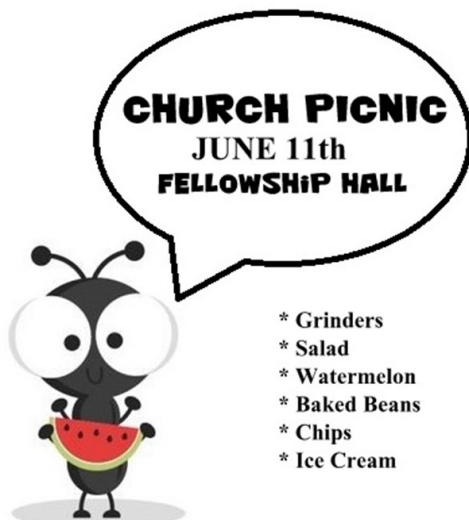 CHURCH PICNIC
JUNE 11th
FELLOWSHiP HALL
* Grinders
* Salad
* Watermelon
* Baked Beans
* Chips
* Ice Cream